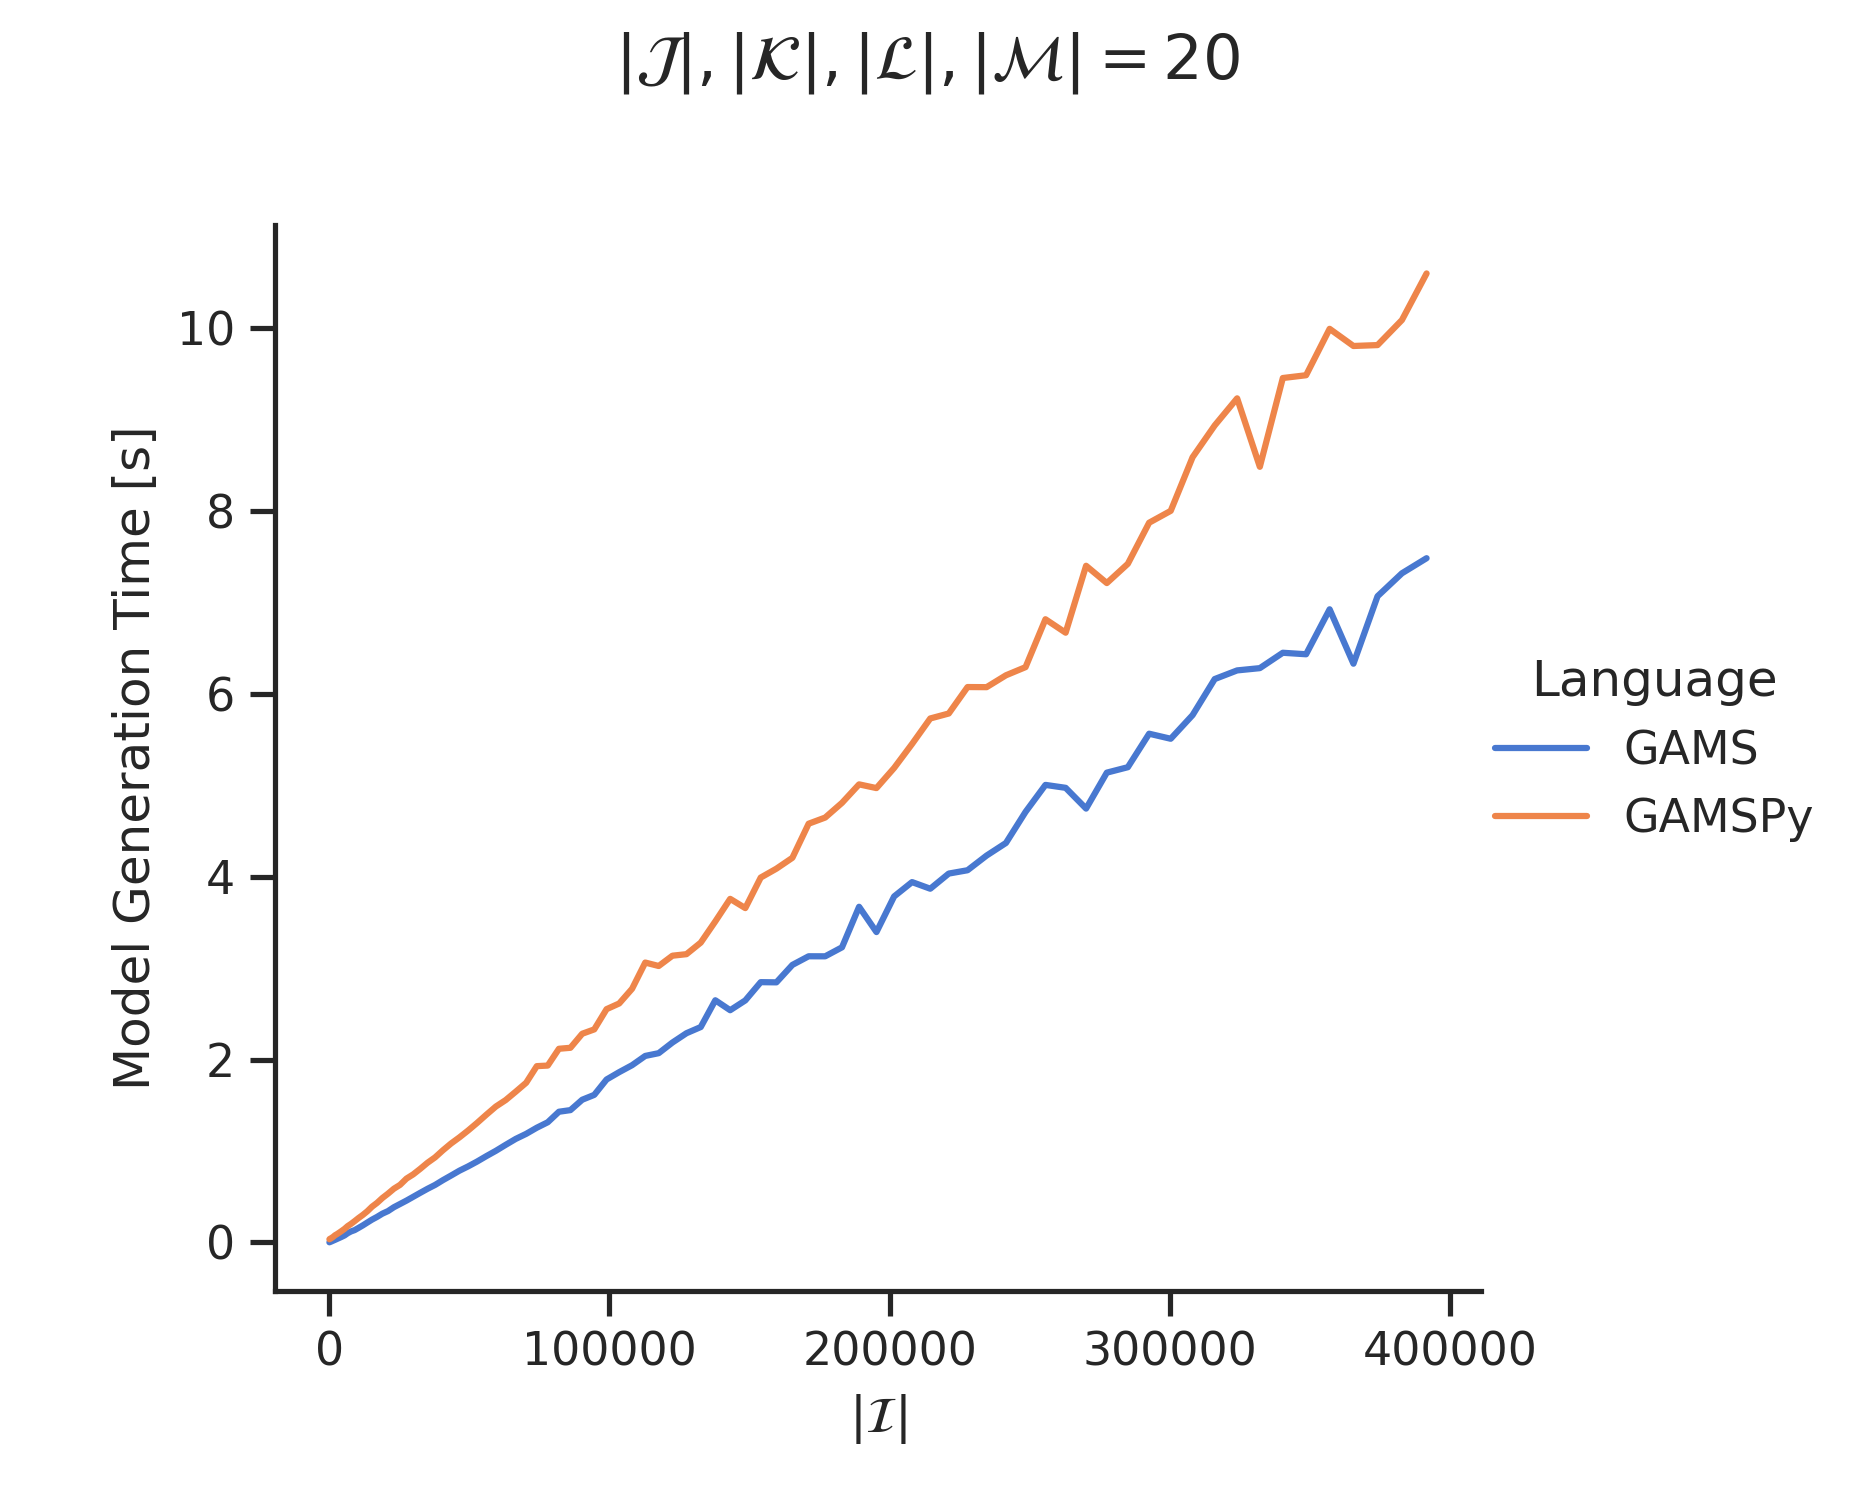 |𝒥|, |𝒦|, |ℒ|, |ℳ| = 20
10
8
6
4
2
0
Model Generation Time [s]
0 100000 200000 300000 400000
|ℐ|
Language
GAMS
GAMSPy